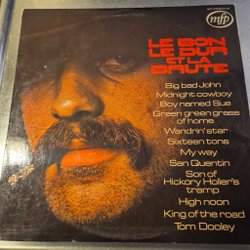 mfp
LE BON
LE DUR
ET LA
BRUTE
Big bad John
Midnight cowboy
Boy named Sue
Green green grass
of home
Wandrin' star
Sixteen tons
My way
San Quentin
Son of
Hickory Holler's
tramp
High noon
King of the road
Tom Dooley